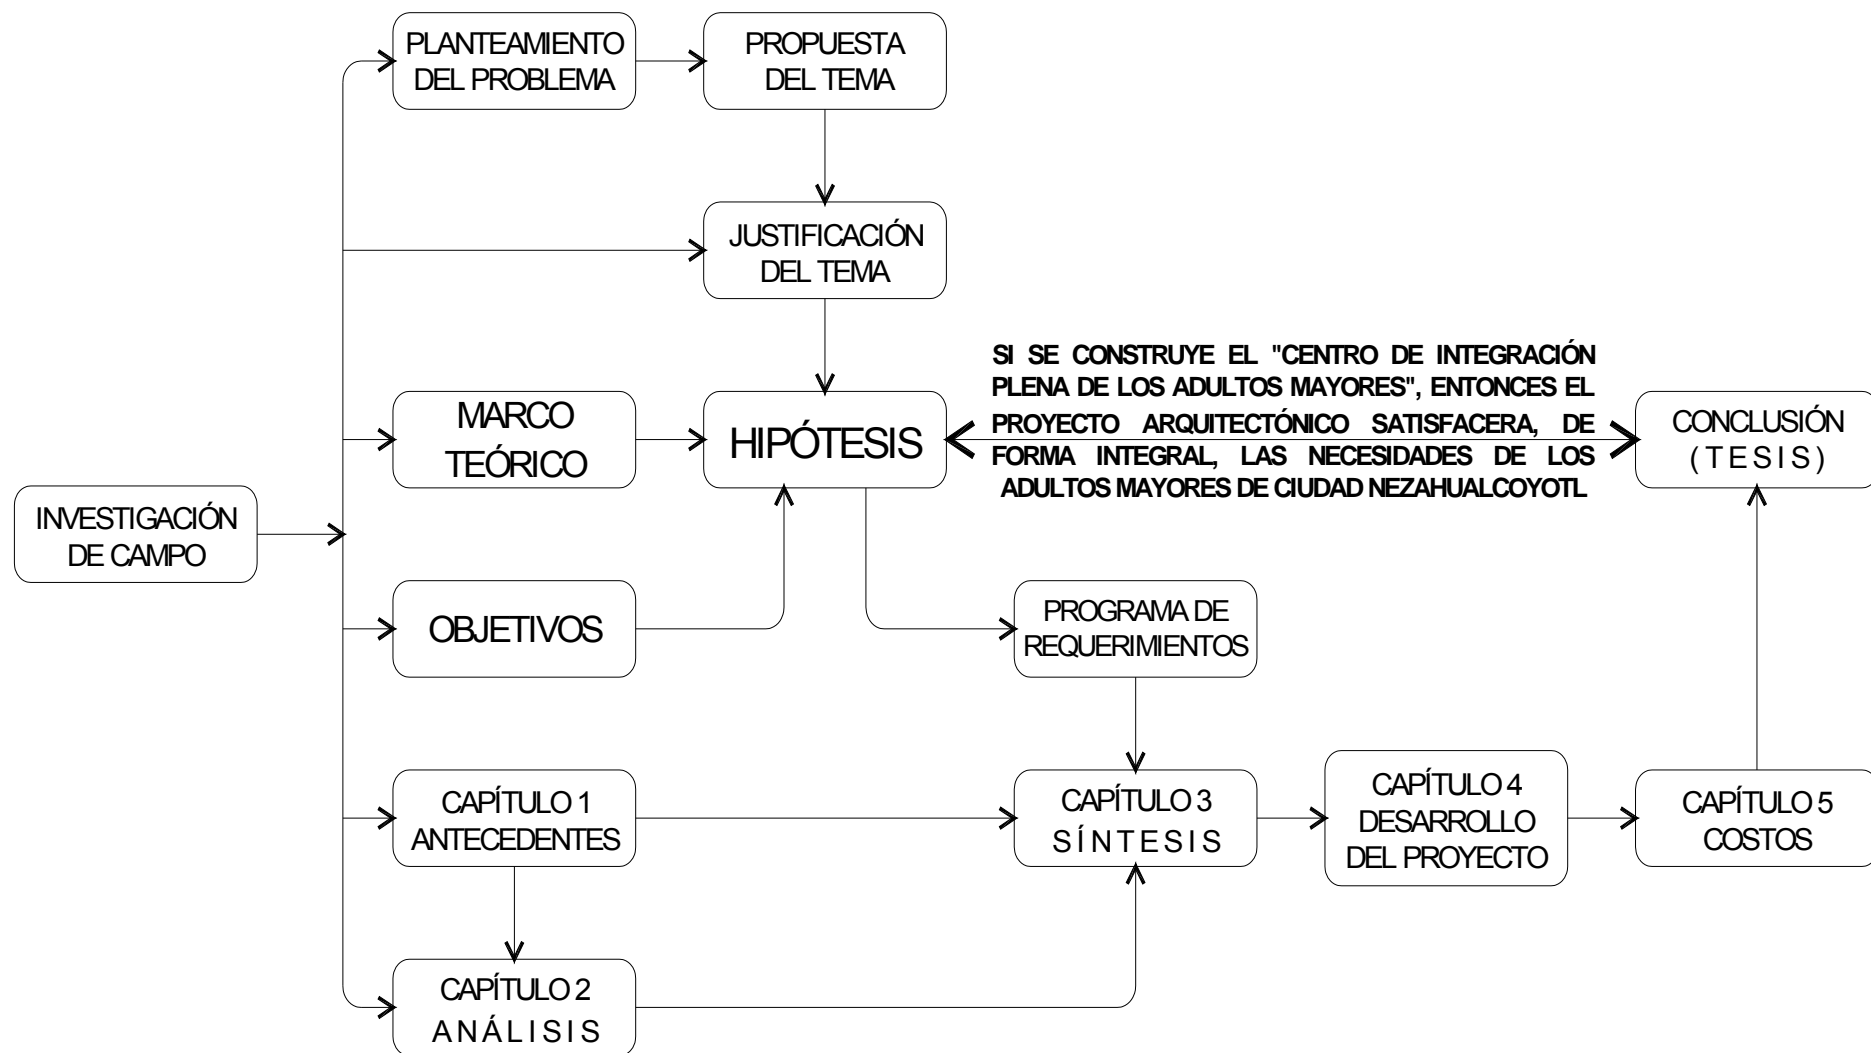 PLANTEAMIENTO
DEL PROBLEMA
PROPUESTA
DEL TEMA
JUSTIFICACIÓN
DEL TEMA
MARCO
TEÓRICO
HIPÓTESIS
SI SE CONSTRUYE EL "CENTRO DE INTEGRACIÓN
PLENA DE LOS ADULTOS MAYORES", ENTONCES EL
PROYECTO ARQUITECTÓNICO SATISFACERA, DE
FORMA INTEGRAL, LAS NECESIDADES DE LOS
ADULTOS MAYORES DE CIUDAD NEZAHUALCOYOTL
CONCLUSIÓN
(TESIS)
INVESTIGACIÓN
DE CAMPO
OBJETIVOS
PROGRAMA DE
REQUERIMIENTOS
CAPÍTULO 1
ANTECEDENTES
CAPÍTULO 3
SÍNTESIS
CAPÍTULO 4
DESARROLLO
DEL PROYECTO
CAPÍTULO 5
COSTOS
CAPÍTULO 2
ANÁLISIS